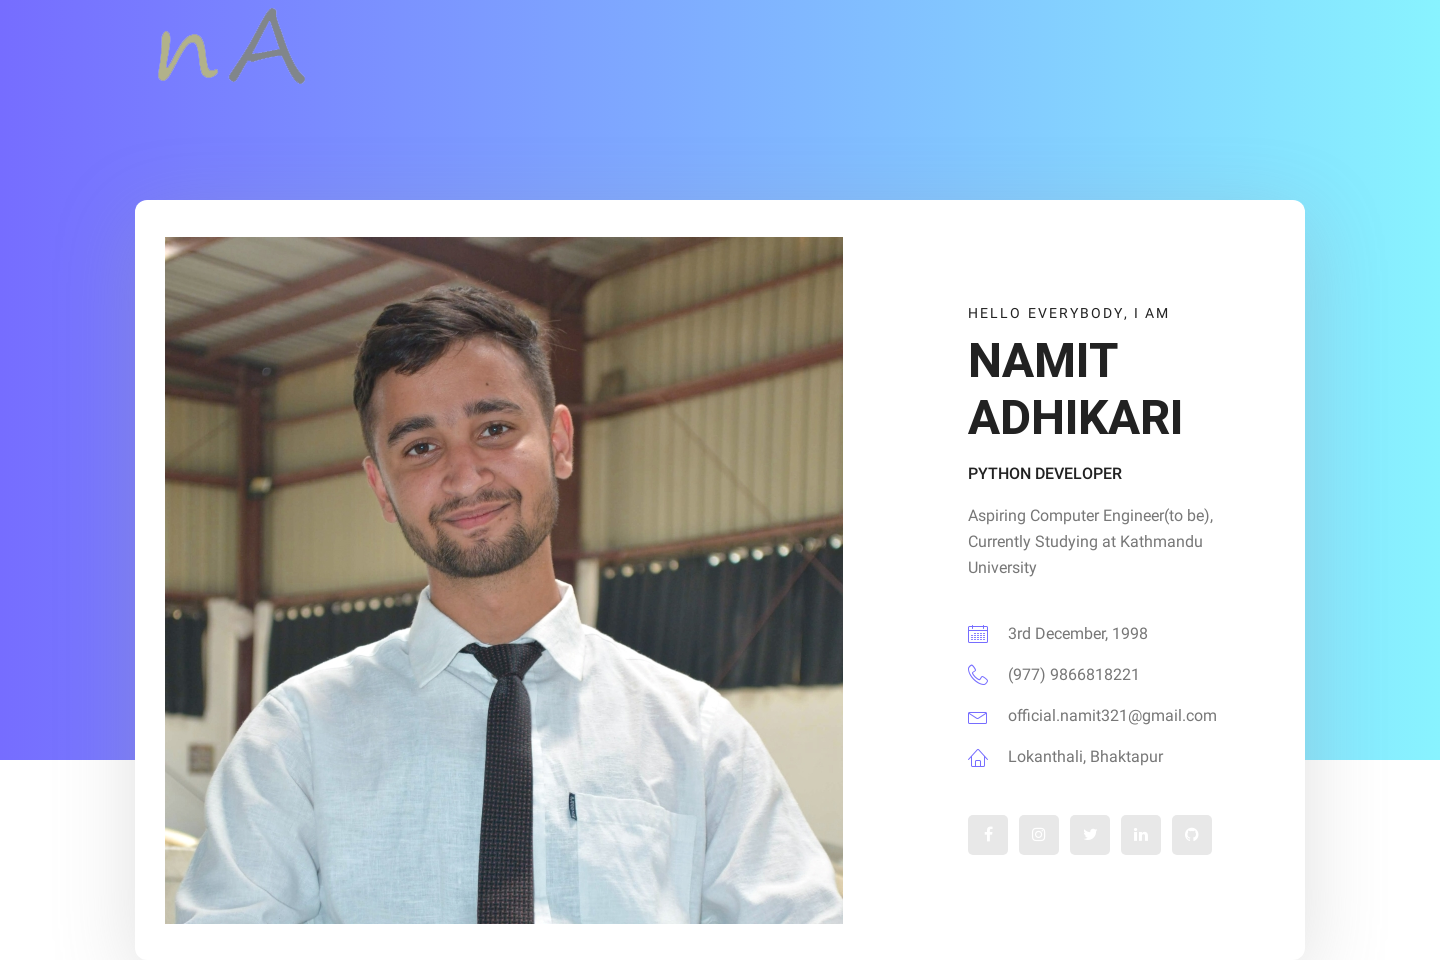 nA
HELLO EVERYBODY, I AM
NAMIT
ADHIKARI
PYTHON DEVELOPER
Aspiring Computer Engineer(to be),
Currently Studying at Kathmandu
University
3rd December, 1998
(977) 9866818221
official.namit321@gmail.com
Lokanthali, Bhaktapur